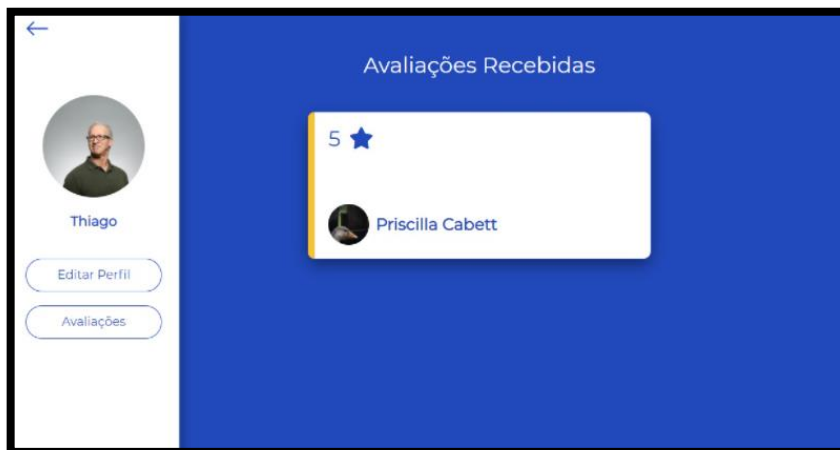 Thiago
Editar Perfil
Avaliações
Avaliações Recebidas
5
Priscilla Cabett